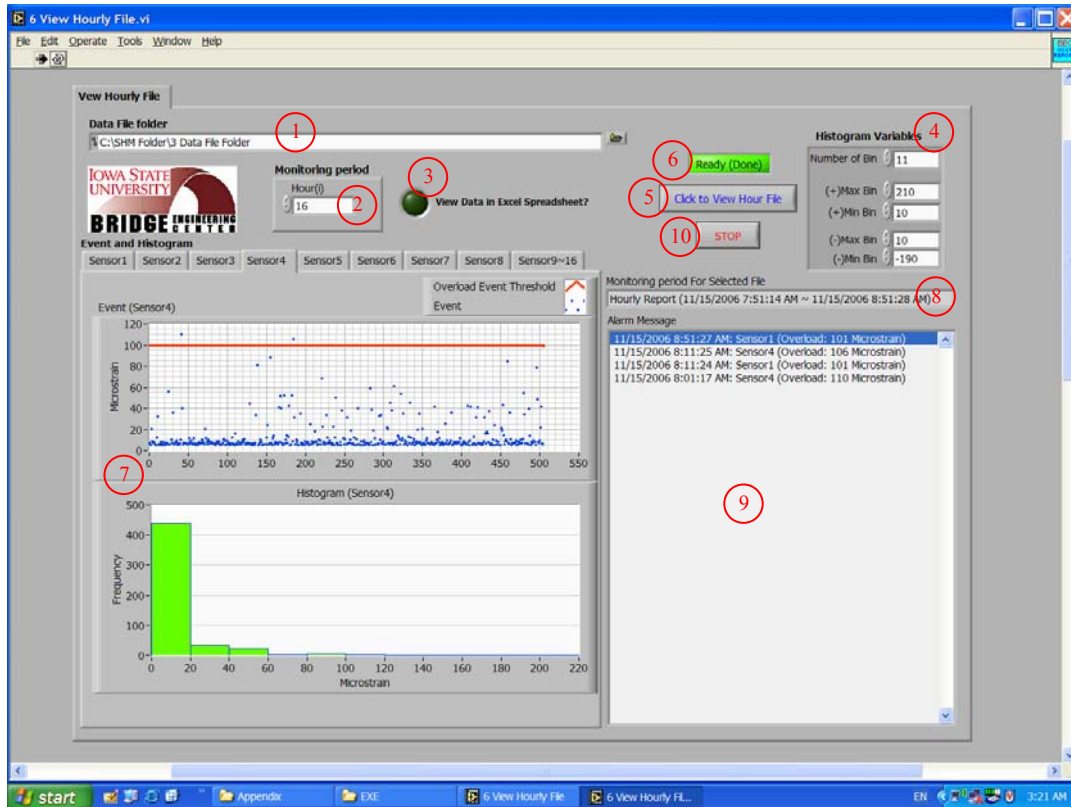 6 View Hourly File.vi
File Edit Operate Tools Window Help
Vew Hourly File
Data File folder
C:\SHM Folder\3 Data File Folder
1
IOWA STATE
UNIVERSITY
BRIDGE ENGINEERING
CENTER
Monitoring period
Hour(i)
16
2
3
View Data in Excel Spreadsheet?
6
Ready (Done)
5
Click to View Hour File
10
STOP
Histogram Variables
4
Number of Bin 11
(+)Max Bin 210
(+)Min Bin 10
(-)Max Bin 10
(-)Min Bin -190
Event and Histogram
Sensor1 Sensor2 Sensor3 Sensor4 Sensor5 Sensor6 Sensor7 Sensor8 Sensor9~16
Overload Event Threshold
Event (Sensor4)
Event
Microstrain
120
100
80
60
40
20
0
0 50 100 150 200 250 300 350 400 450 500 550
7
Histogram (Sensor4)
Frequency
500
400
300
200
100
0
0 20 40 60 80 100 120 140 160 180 200 220
Microstrain
Monitoring period For Selected File
Hourly Report (11/15/2006 7:51:14 AM ~ 11/15/2006 8:51:28 AM)
8
Alarm Message
11/15/2006 8:51:27 AM: Sensor1 (Overload: 101 Microstrain)
11/15/2006 8:11:25 AM: Sensor4 (Overload: 106 Microstrain)
11/15/2006 8:11:24 AM: Sensor1 (Overload: 101 Microstrain)
11/15/2006 8:01:17 AM: Sensor4 (Overload: 110 Microstrain)
9
start
Appendix
EXE
6 View Hourly File
6 View Hourly Fil...
EN
3:21 AM